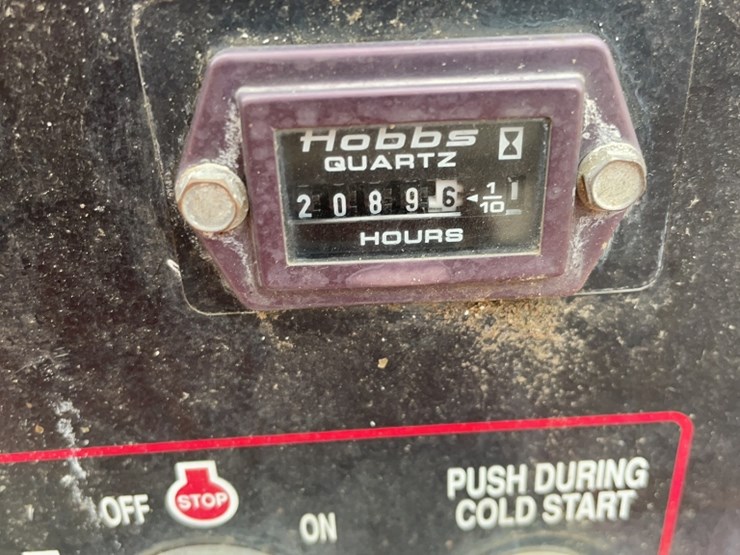 Hobbs
QUARTZ
2 0 8 9 6 ◄ 1/10
HOURS
OFF STOP ON
PUSH DURING
COLD START